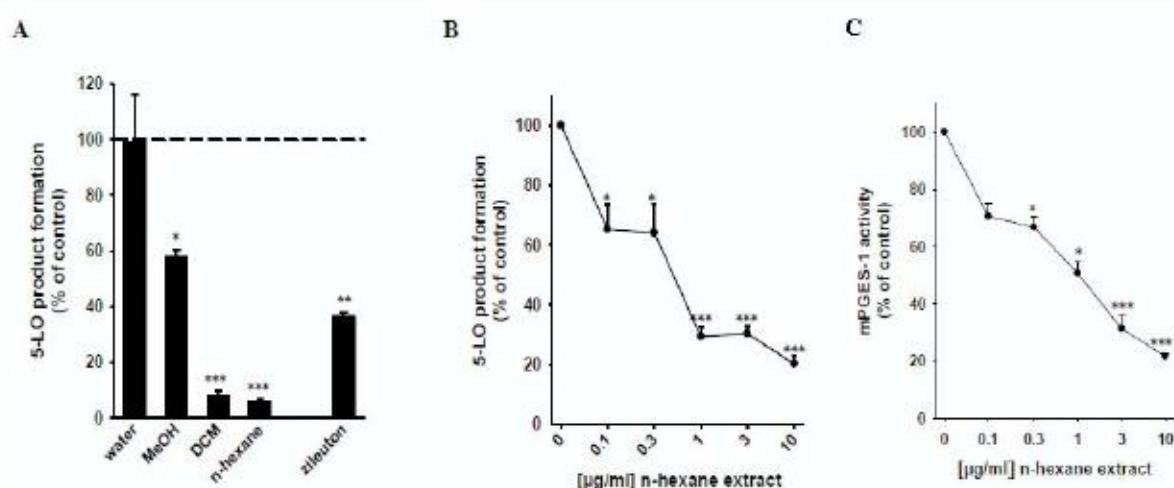 A
5-LO product formation
(% of control)
120
100
80
60
40
20
0
*
***
***
**
water
MeOH
DCM
n-hexane
zileuton
B
5-LO product formation
(% of control)
100
80
60
40
20
0
*
*
***
***
***
0
0.1
0.3
1
3
10
[µg/ml] n-hexane extract
C
mPGES-1 activity
(% of control)
100
80
60
40
20
0
*
*
***
***
0
0.1
0.3
1
3
10
[µg/ml] n-hexane extract